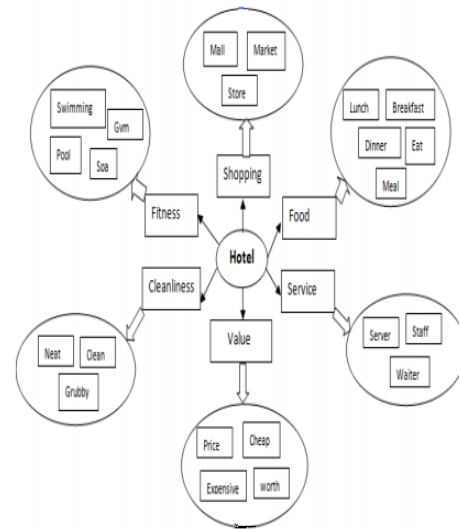 Mall
Market
Store
Swimming
Gym
Pool
Spa
Lunch
Breakfast
Dinner
Eat
Meal
Shopping
Fitness
Food
Hotel
Cleanliness
Service
Value
Neat
Clean
Grubby
Server
Staff
Waiter
Price
Cheap
Expensive
worth